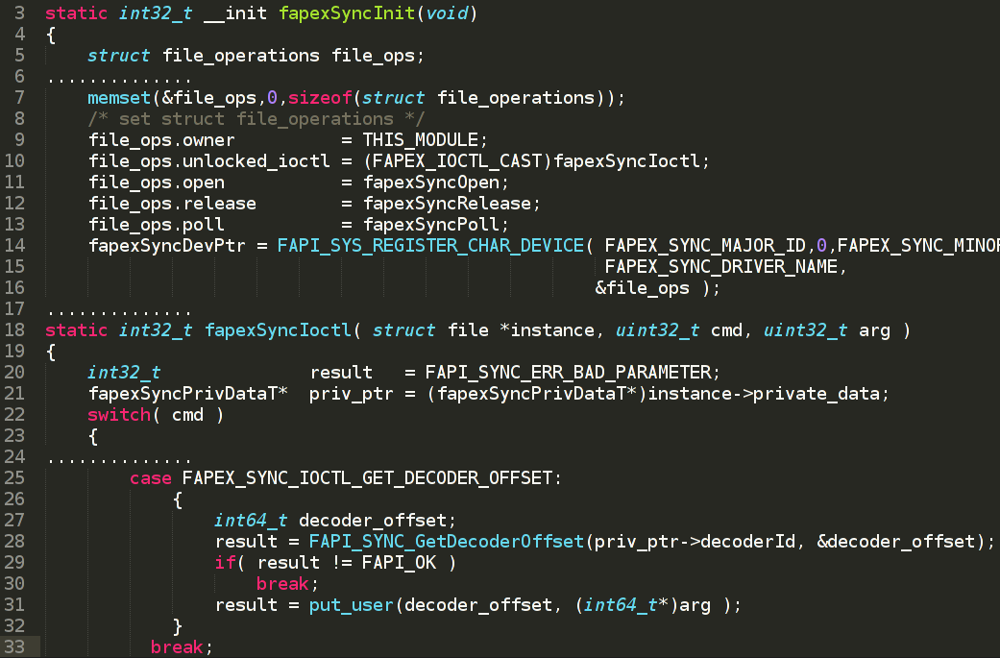 3 static int32_t __init fapexSyncInit(void)
4 {
5     struct file_operations file_ops;
6 ..............
7     memset(&file_ops,0,sizeof(struct file_operations));
8     /* set struct file_operations */
9     file_ops.owner          = THIS_MODULE;
10     file_ops.unlocked_ioctl = (FAPEX_IOCTL_CAST)fapexSyncIoctl;
11     file_ops.open           = fapexSyncOpen;
12     file_ops.release        = fapexSyncRelease;
13     file_ops.poll           = fapexSyncPoll;
14     fapexSyncDevPtr = FAPI_SYS_REGISTER_CHAR_DEVICE( FAPEX_SYNC_MAJOR_ID,0,FAPEX_SYNC_MINOR
15                                                     FAPEX_SYNC_DRIVER_NAME,
16                                                    &file_ops );
17 ..............
18 static int32_t fapexSyncIoctl( struct file *instance, uint32_t cmd, uint32_t arg )
19 {
20     int32_t              result   = FAPI_SYNC_ERR_BAD_PARAMETER;
21     fapexSyncPrivDataT*  priv_ptr = (fapexSyncPrivDataT*)instance->private_data;
22     switch( cmd )
23     {
24 ..............
25         case FAPEX_SYNC_IOCTL_GET_DECODER_OFFSET:
26             {
27                 int64_t decoder_offset;
28                 result = FAPI_SYNC_GetDecoderOffset(priv_ptr->decoderId, &decoder_offset);
29                 if( result != FAPI_OK )
30                     break;
31                 result = put_user(decoder_offset, (int64_t*)arg );
32             }
33           break;